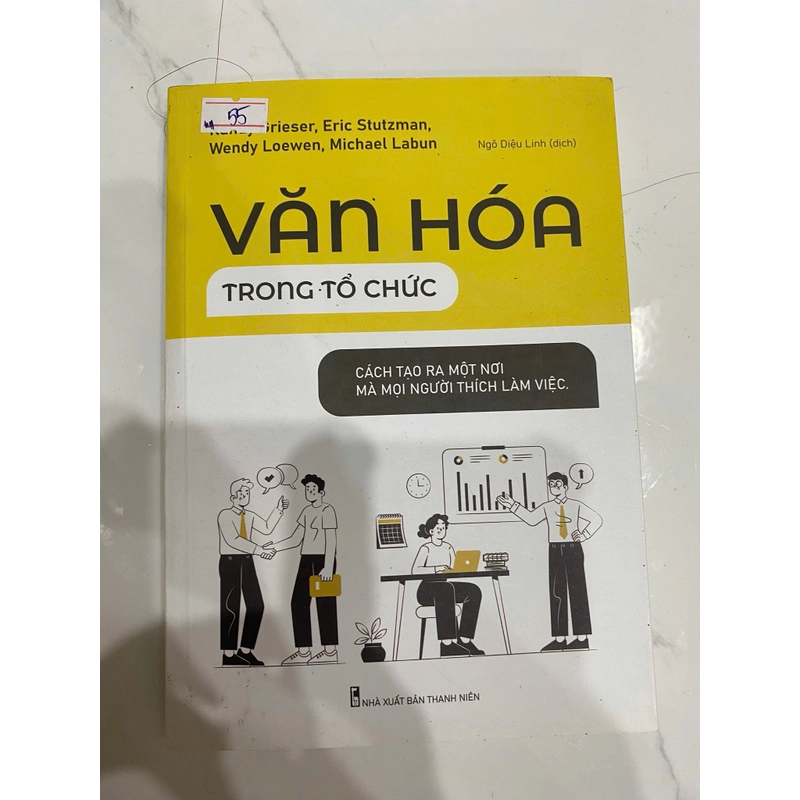 55
Grieser, Eric Stutzman,
Wendy Loewen, Michael Labun
Ngô Diệu Linh (dịch)
VĂN HÓA
TRONG TỔ CHỨC
CÁCH TẠO RA MỘT NƠI
MÀ MỌI NGƯỜI THÍCH LÀM VIỆC.
NHÀ XUẤT BẢN THANH NIÊN